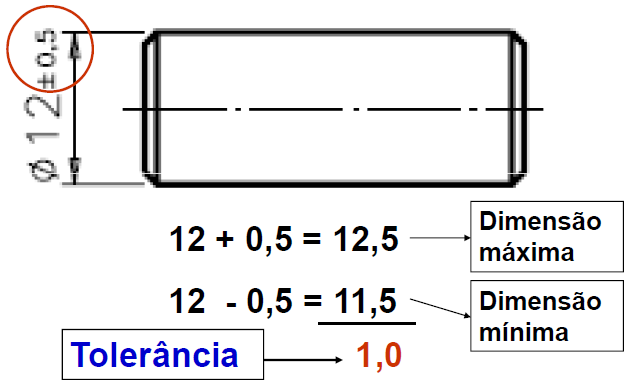 Ø 12 ± 0,5
12 + 0,5 = 12,5
Dimensão
máxima
12 - 0,5 = 11,5
Dimensão
mínima
Tolerância
1,0